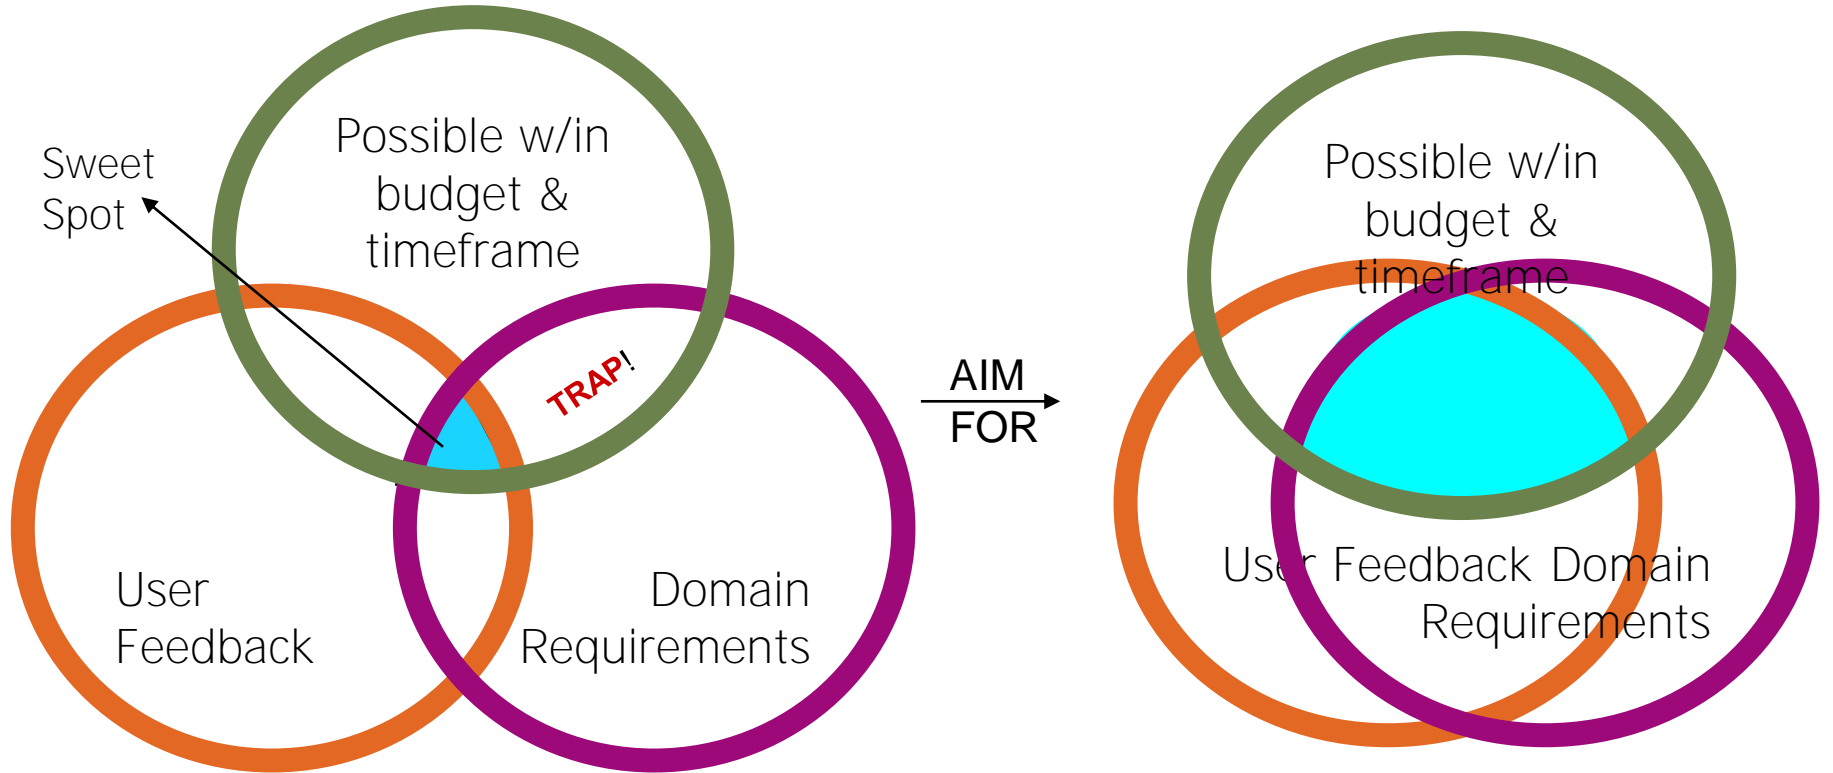 Sweet
Spot
Possible w/in
budget &
timeframe
TRAP!
User
Feedback
Domain
Requirements
AIM
FOR
Possible w/in
budget &
timeframe
User Feedback Domain
Requirements